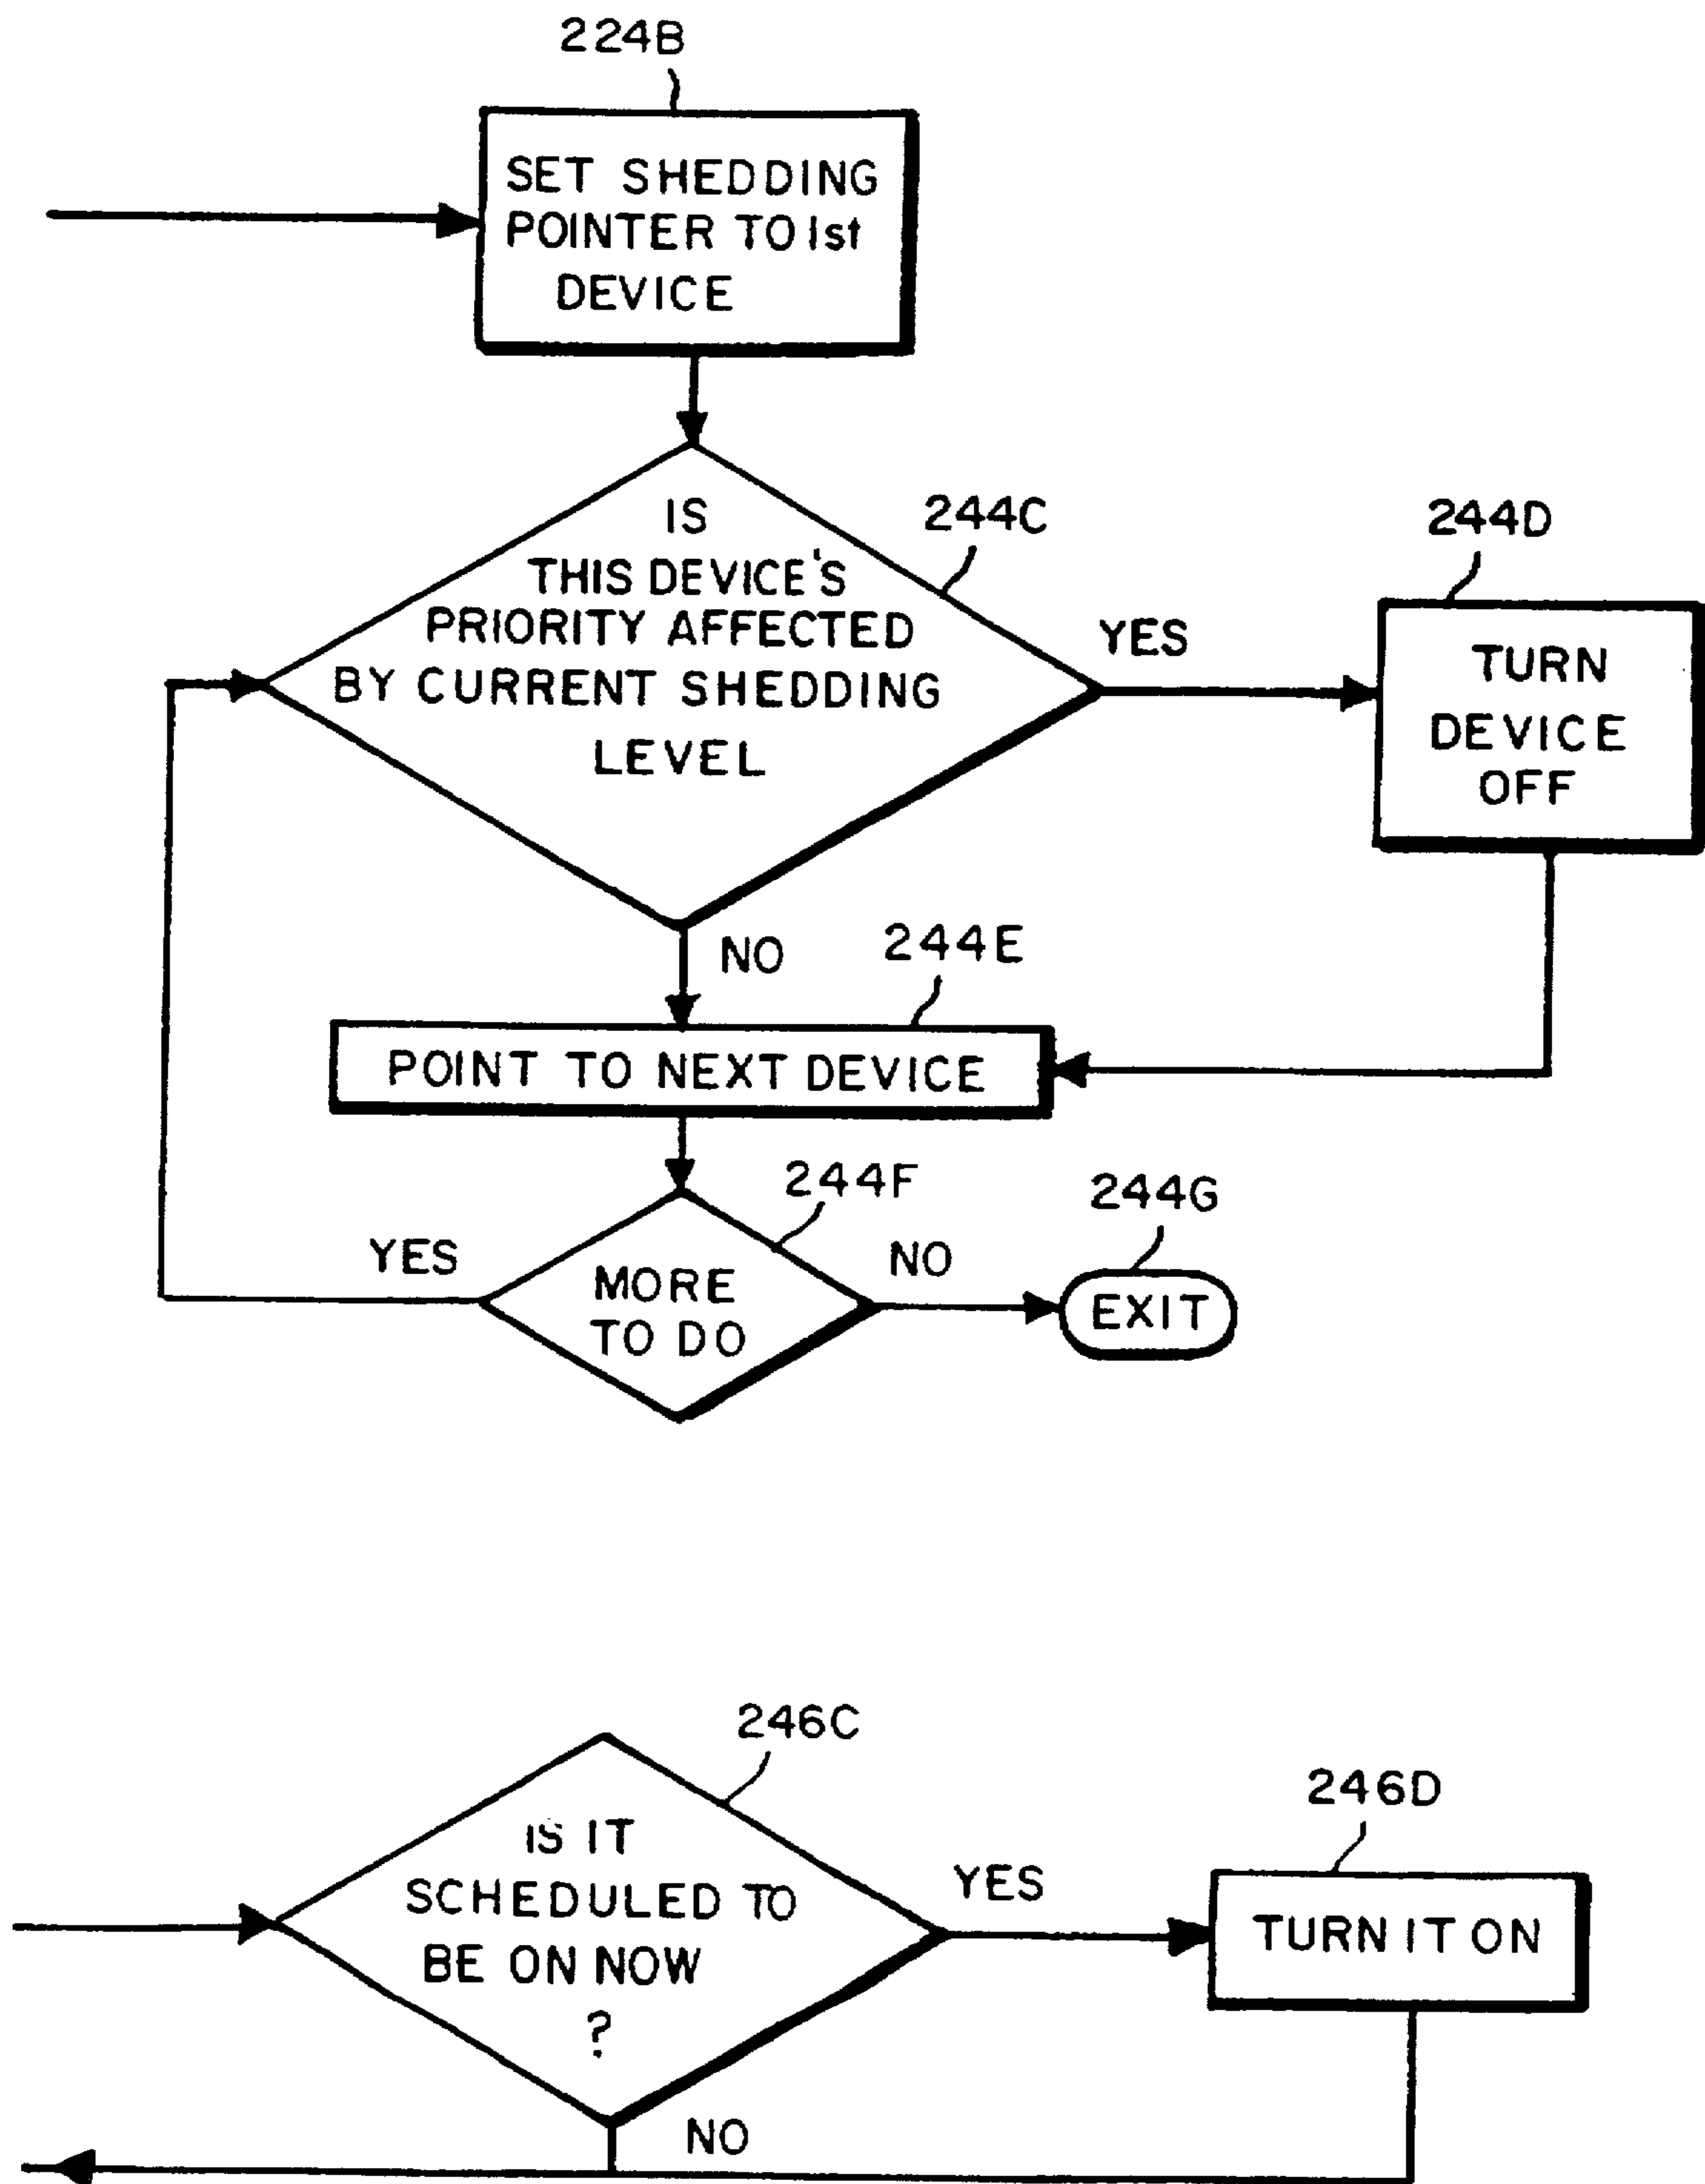 224B
SET SHEDDING
POINTER TO 1st
DEVICE
IS
THIS DEVICE'S
PRIORITY AFFECTED
BY CURRENT SHEDDING
LEVEL
244C
YES
244D
TURN
DEVICE
OFF
NO
244E
POINT TO NEXT DEVICE
244F
YES
MORE
TO DO
NO
244G
EXIT
246C
IS IT
SCHEDULED TO
BE ON NOW
?
YES
246D
TURN IT ON
NO